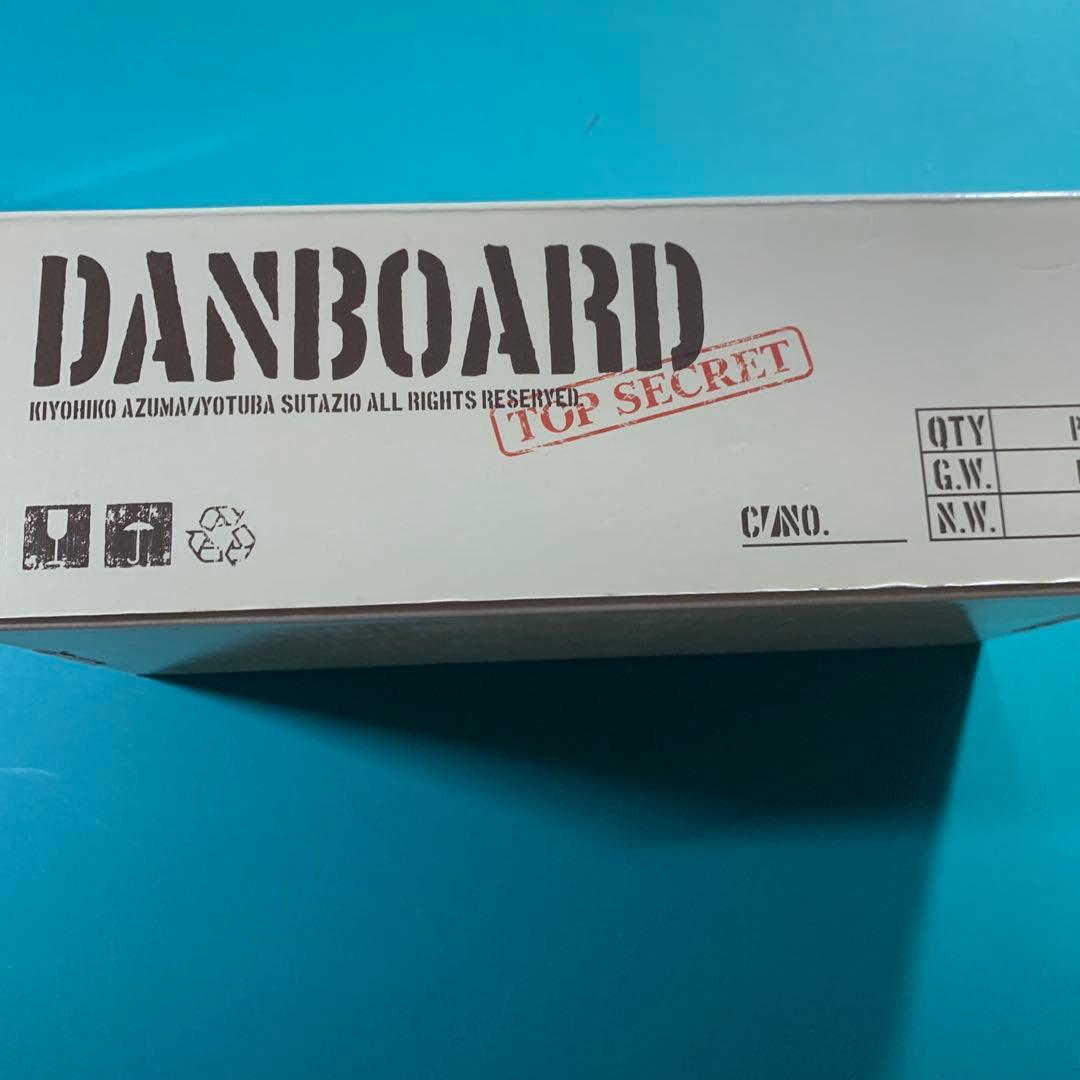 DANBOARD
KIYOHIKO AZUMA/YOTUBA SUTAZIO ALL RIGHTS RESERVED.
TOP SECRET
C/NO.
QTY
G.W.
N.W.